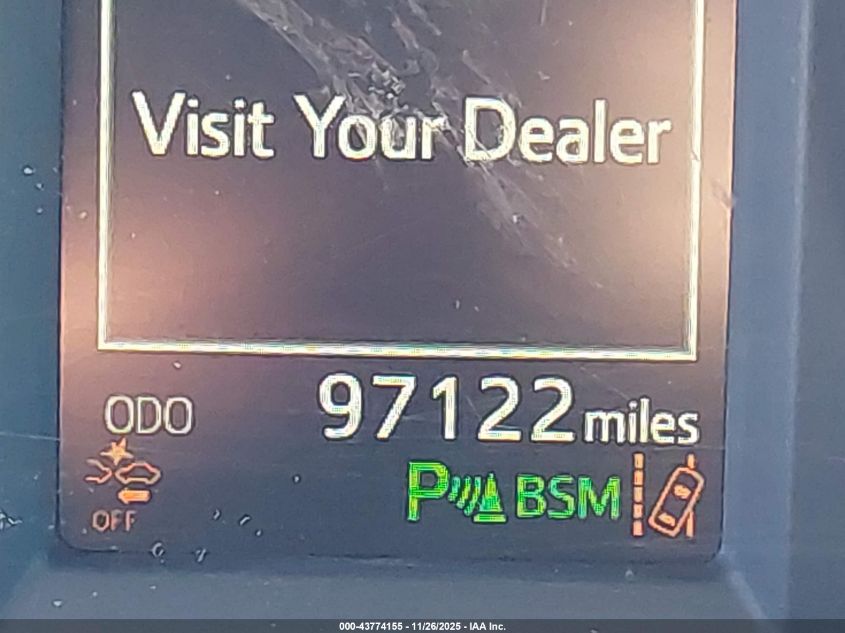 Visit Your Dealer
ODO 97122 miles
OFF P BSM
000-43774155 - 11/26/2025 - IAA Inc.